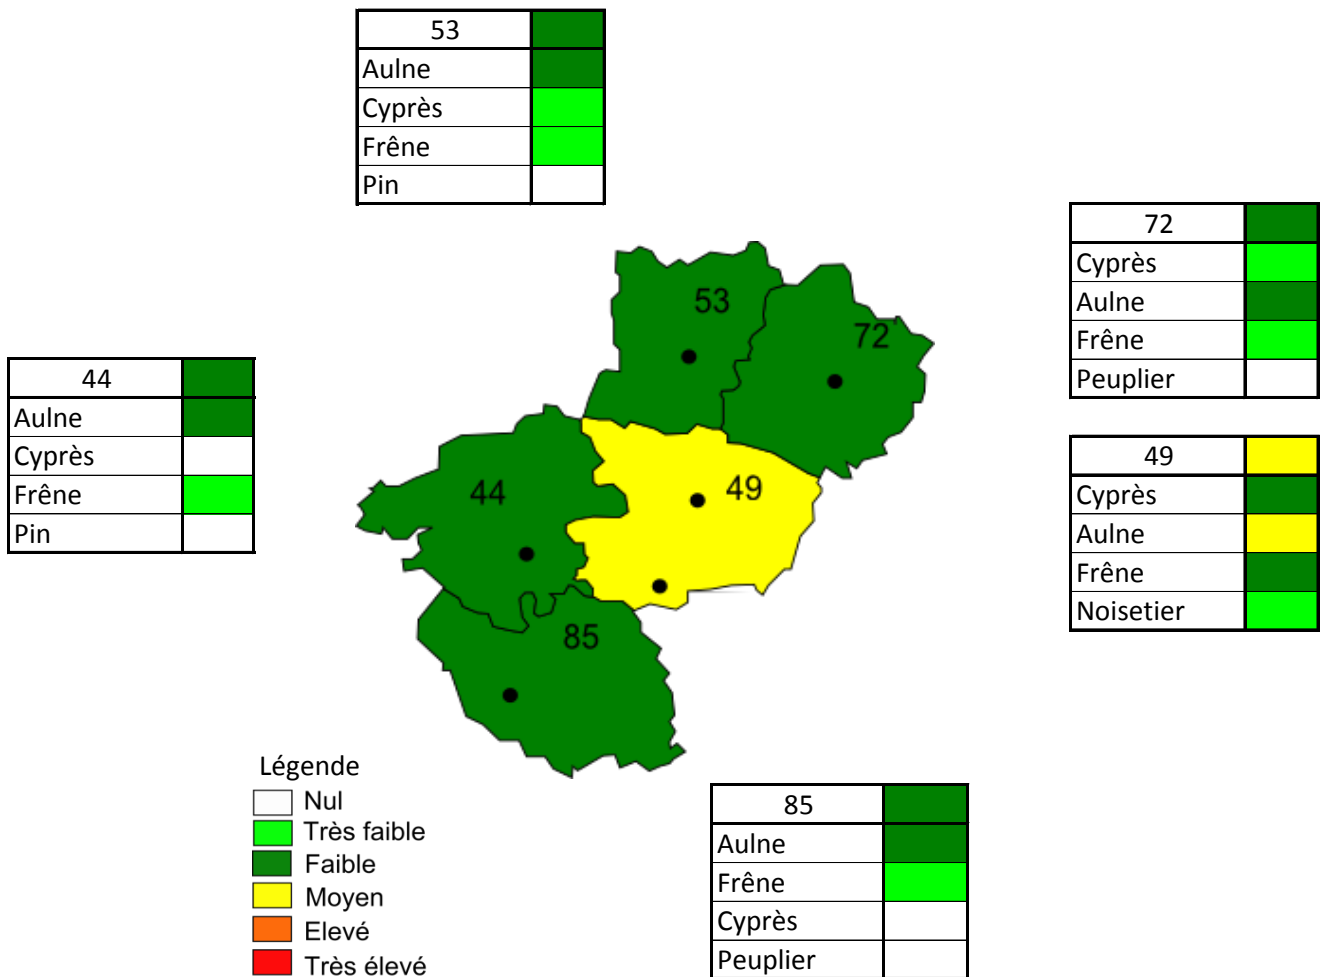 53
Aulne
Cyprès
Frêne
Pin
72
Cyprès
Aulne
Frêne
Peuplier
44
Aulne
Cyprès
Frêne
Pin
49
Cyprès
Aulne
Frêne
Noisetier
53
72
44
49
85
Légende
Nul
Très faible
Faible
Moyen
Elevé
Très élevé
85
Aulne
Frêne
Cyprès
Peuplier